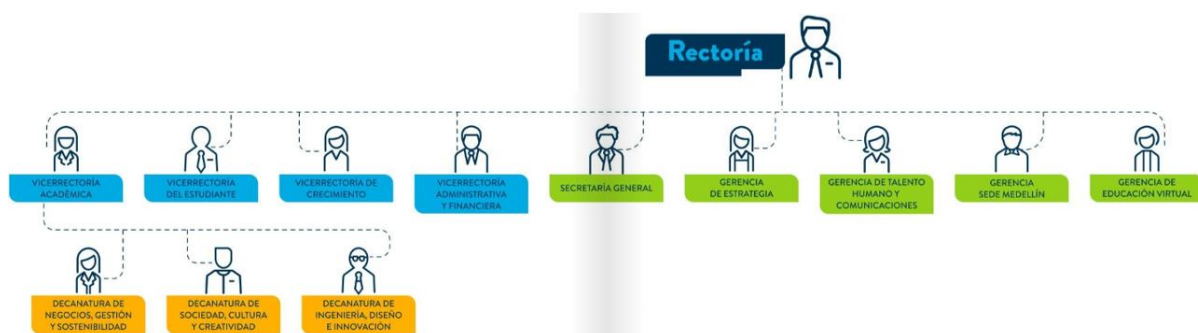 Rectoría
VICERRECTORÍA
ACADÉMICA
VICERRECTORÍA
DEL ESTUDIANTE
VICERRECTORÍA DE
CRECIMIENTO
VICERRECTORÍA
ADMINISTRATIVA
Y FINANCIERA
SECRETARÍA GENERAL
GERENCIA
DE ESTRATEGIA
GERENCIA DE TALENTO
HUMANO Y
COMUNICACIONES
GERENCIA
SEDE MEDELLÍN
GERENCIA DE
EDUCACIÓN VIRTUAL
DECANATURA DE
NEGOCIOS, GESTIÓN
Y SOSTENIBILIDAD
DECANATURA DE
SOCIEDAD, CULTURA
Y CREATIVIDAD
DECANATURA DE
INGENIERÍA, DISEÑO
E INNOVACIÓN